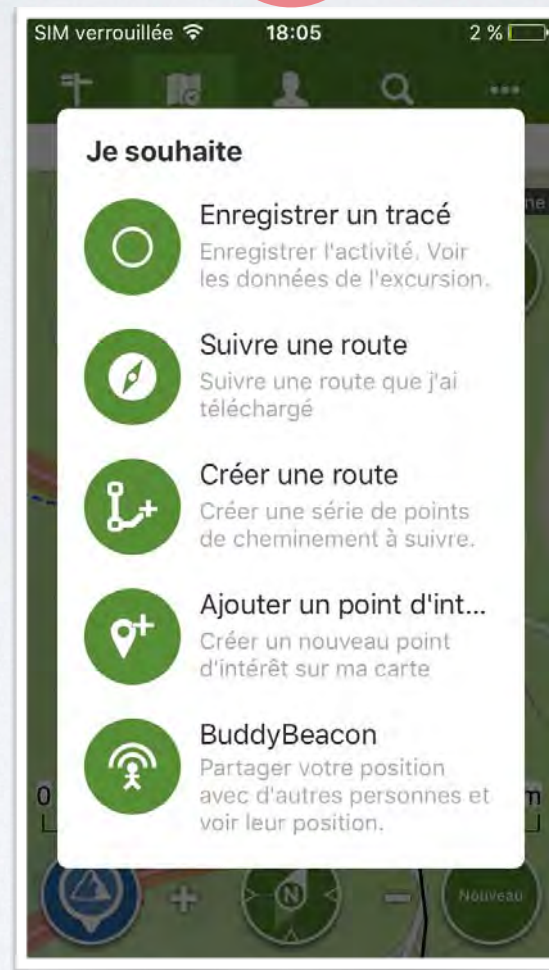 SIM verrouillée 18:05 2 %
Je souhaite
Enregistrer un tracé
Enregistrer l'activité. Voir
les données de l'excursion.
Suivre une route
Suivre une route que j'ai
téléchargé
Créer une route
Créer une série de points
de cheminement à suivre.
Ajouter un point d'int...
Créer un nouveau point
d'intérêt sur ma carte
BuddyBeacon
Partager votre position
avec d'autres personnes et
voir leur position.
0 m
N
Nouveau